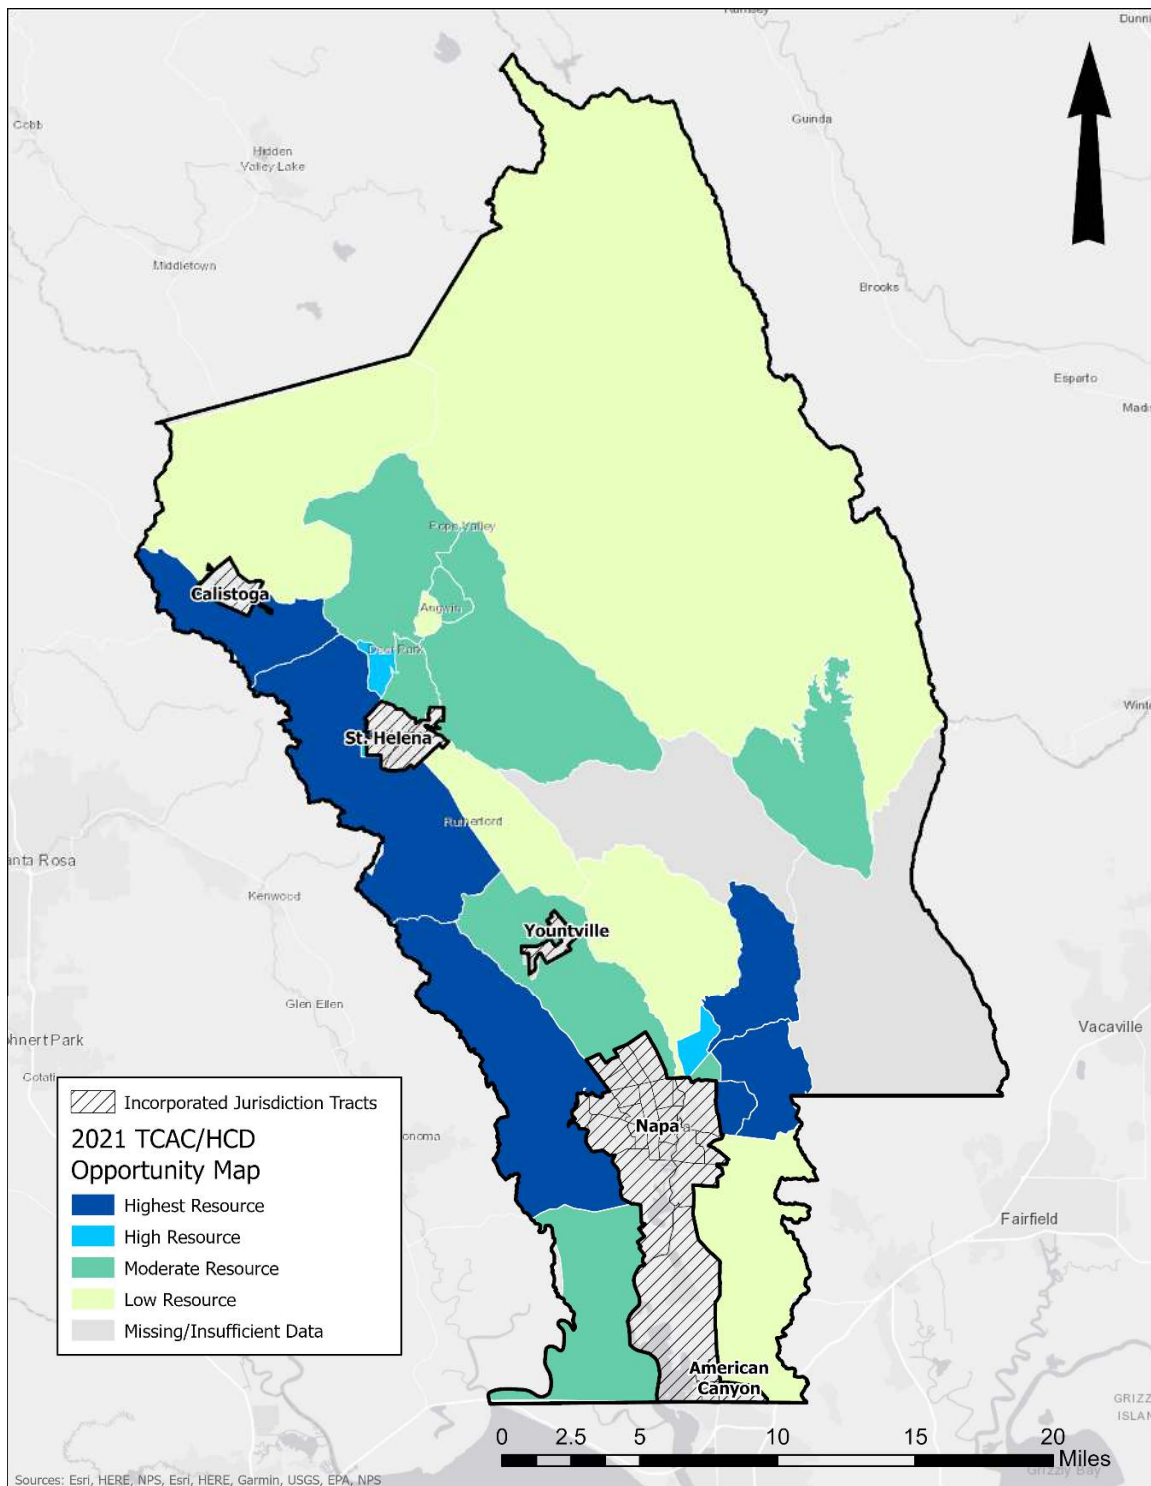 Dunni
Cobb
Guinda
Hidden
Valley Lake
Middletown
Brooks
Esparto
Madi
Pope Valley
Calistoga
Angwin
Deer Park
Winte
St. Helena
Rutherford
anta Rosa
Kenwood
Yountville
Glen Ellen
Vacaville
ohnert Park
Cotati
Incorporated Jurisdiction Tracts
2021 TCAC/HCD
Opportunity Map
Highest Resource
High Resource
Moderate Resource
Low Resource
Missing/Insufficient Data
onoma
Napa
Fairfield
American
Canyon
GRIZZ
ISLAN
0 2.5 5 10 15 20
Miles
Grizzly Bay
Sources: Esri, HERE, NPS, Esri, HERE, Garmin, USGS, EPA, NPS